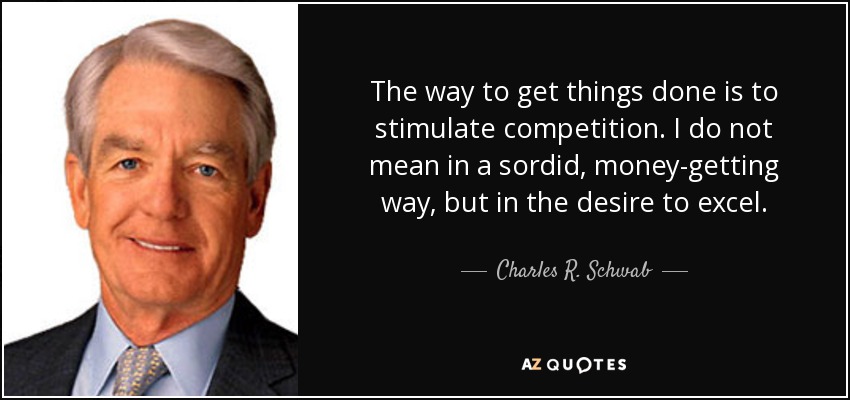 The way to get things done is to
stimulate competition. I do not
mean in a sordid, money-getting
way, but in the desire to excel.
Charles R. Schwab
AZ QUOTES